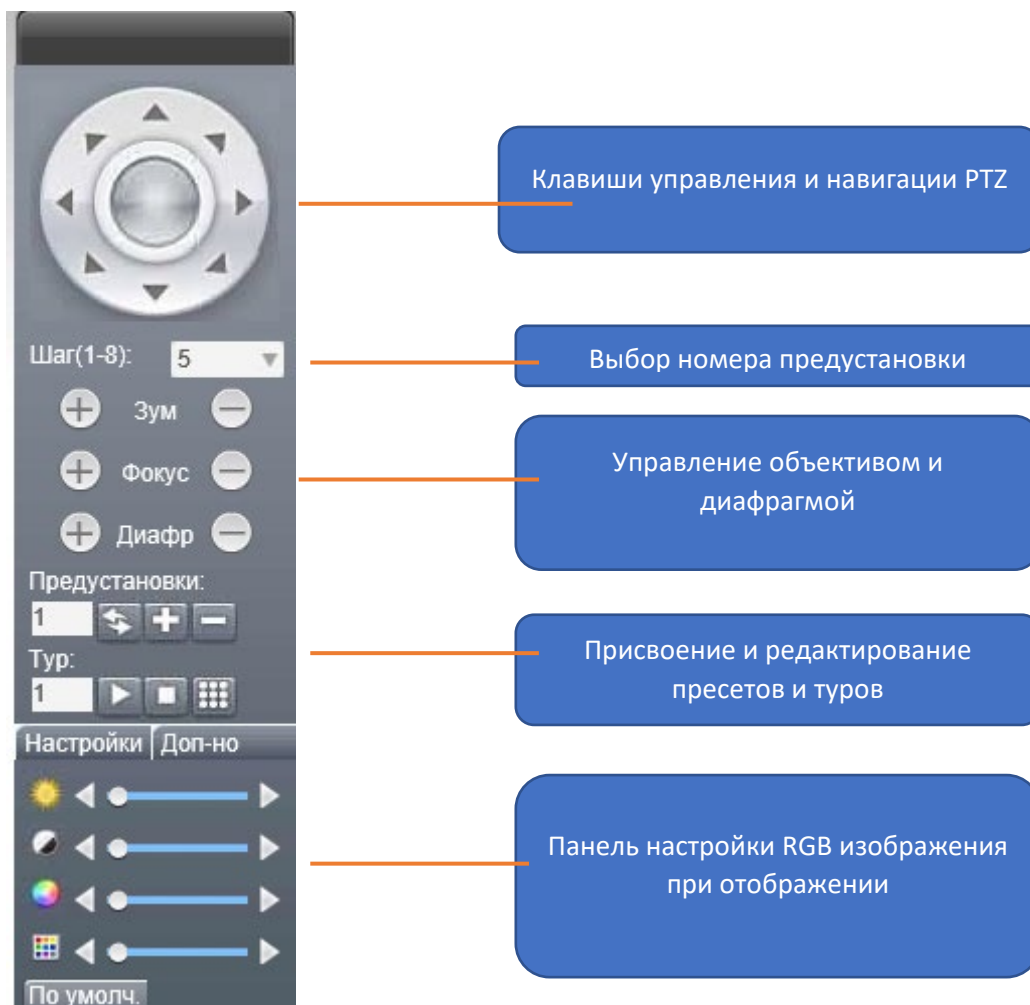 Клавиши управления и навигации PTZ
Шаг(1-8):
5
Выбор номера предустановки
Зум
Фокус
Диафр
Управление объективом и
диафрагмой
Предустановки:
1
Тур:
1
Присвоение и редактирование
пресетов и туров
Настройки
Доп-но
Панель настройки RGB изображения
при отображении
По умолч.